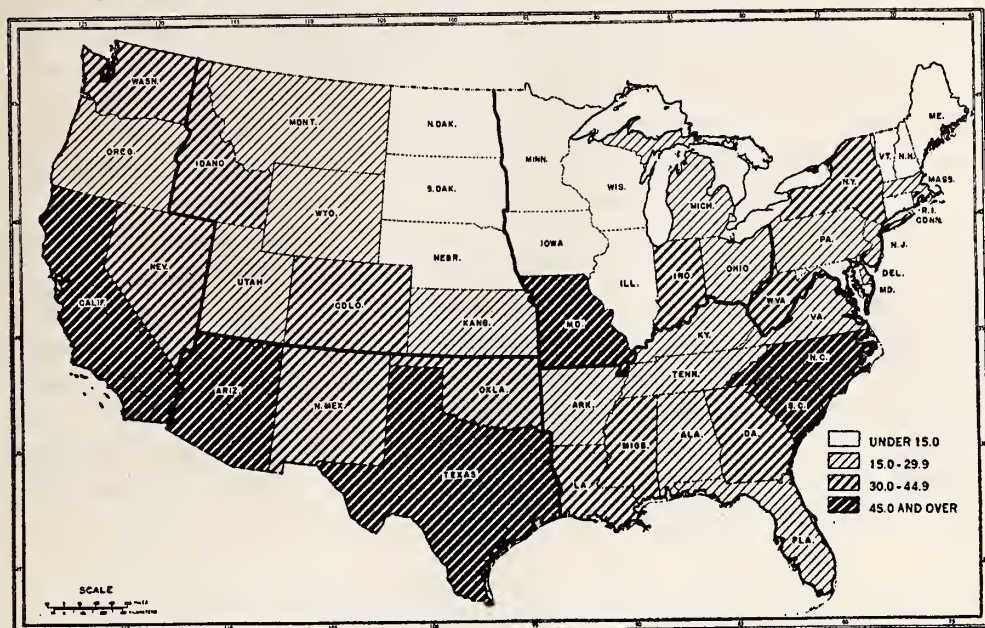 WASN.
MONT.
N.DAK.
MINN.
ME.
VT.
N.H.
OREG.
IDAHO
S.DAK.
WIS.
N.Y.
MASS.
WYO.
MICH.
R.I.
CONN.
NEV.
NEBR.
IOWA
PA.
N.J.
UTAH
COLO.
ILL.
IND.
OHIO
DEL.
MD.
CALIF.
KANS.
MO.
W.VA.
VA.
KY.
N.C.
ARIZ.
N.MEX.
OKLA.
ARK.
TENN.
S.C.
MISS.
ALA.
GA.
TEXAS
LA.
FLA.
UNDER 15.0
15.0-29.9
30.0-44.9
45.0 AND OVER
SCALE